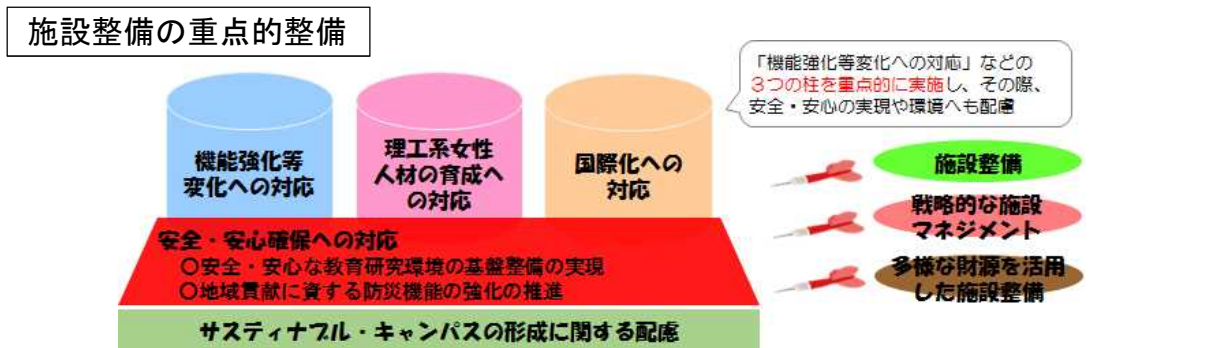 施設整備の重点的整備
「機能強化等変化への対応」などの
3つの柱を重点的に実施し、その際、
安全・安心の実現や環境へも配慮
機能強化等
変化への対応
理工系女性
人材の育成へ
の対応
国際化への
対応
施設整備
戦略的な施設
マネジメント
多様な財源を活用
した施設整備
安全・安心確保への対応
〇安全・安心な教育研究環境の基盤整備の実現
〇地域貢献に資する防災機能の強化の推進
サスティナブル・キャンパスの形成に関する配慮